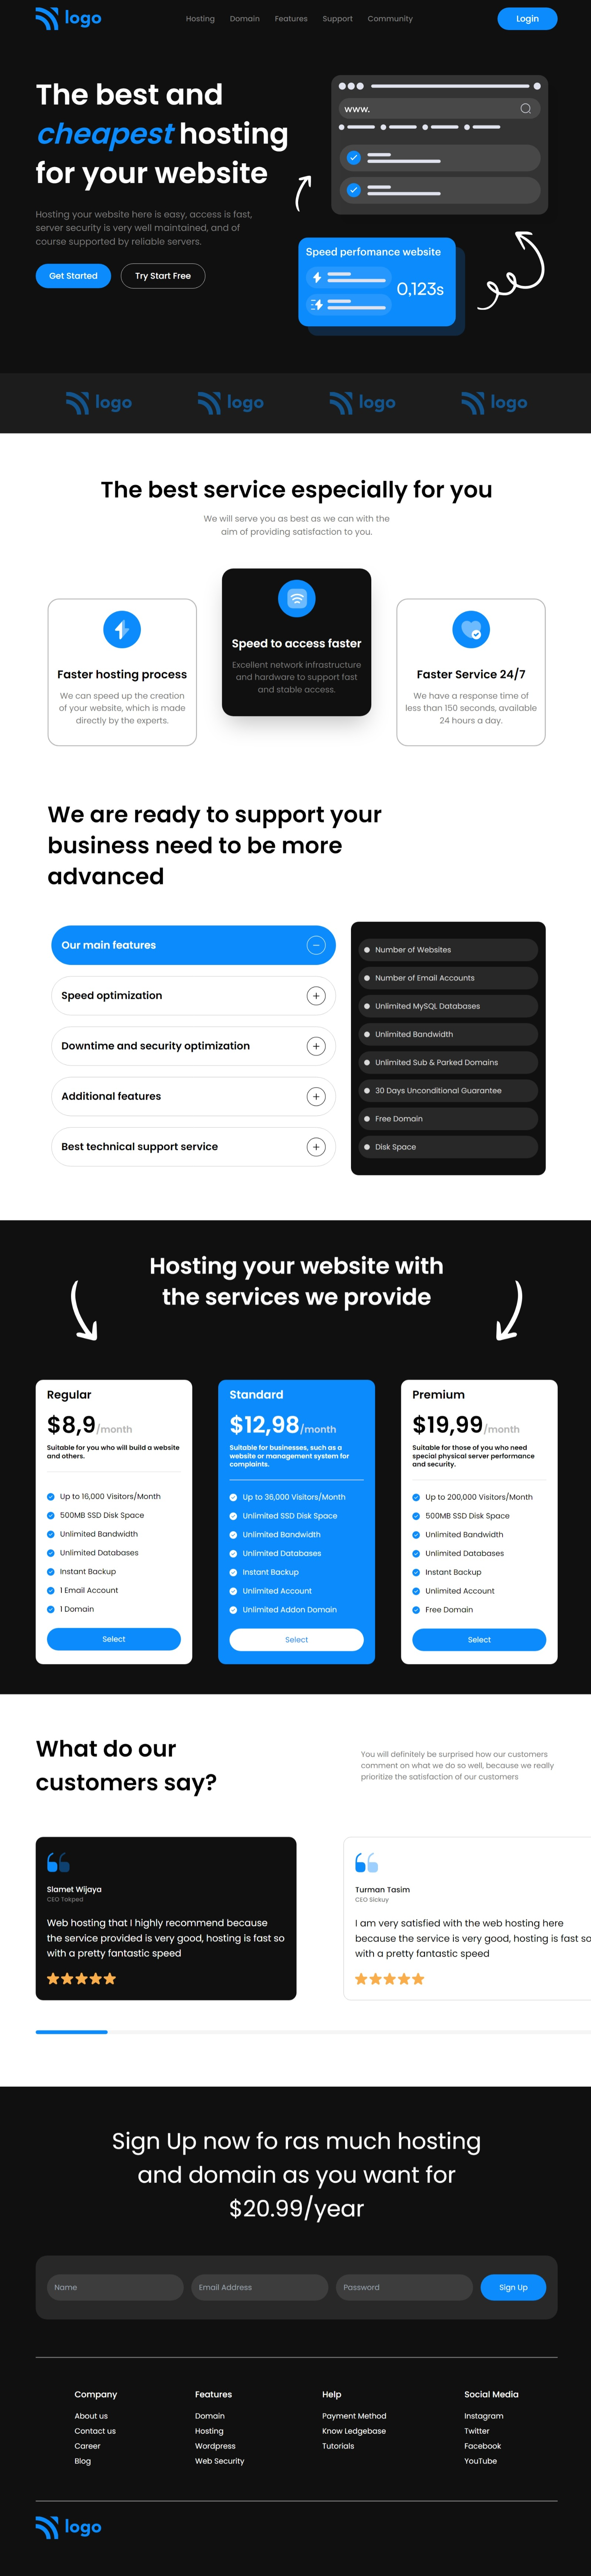 logo
Hosting Domain Features Support Community
Login
The best and
cheapest hosting
for your website
Hosting your website here is easy, access is fast,
server security is very well maintained, and of
course supported by reliable servers.
Get Started
Try Start Free
www.
Speed perfomance website
0,123s
logo logo logo logo
The best service especially for you
We will serve you as best as we can with the
aim of providing satisfaction to you.
Faster hosting process
We can speed up the creation
of your website, which is made
directly by the experts.
Speed to access faster
Excellent network infrastructure
and hardware to support fast
and stable access.
Faster Service 24/7
We have a response time of
less than 150 seconds, available
24 hours a day.
We are ready to support your
business need to be more
advanced
Our main features
Speed optimization
Downtime and security optimization
Additional features
Best technical support service
Number of Websites
Number of Email Accounts
Unlimited MySQL Databases
Unlimited Bandwidth
Unlimited Sub & Parked Domains
30 Days Unconditional Guarantee
Free Domain
Disk Space
Hosting your website with
the services we provide
Regular
$8,9/month
Suitable for you who will build a website
and others.
Up to 16,000 Visitors/Month
500MB SSD Disk Space
Unlimited Bandwidth
Unlimited Databases
Instant Backup
1 Email Account
1 Domain
Select
Standard
$12,98/month
Suitable for businesses, such as a
website or management system for
complaints.
Up to 36,000 Visitors/Month
Unlimited SSD Disk Space
Unlimited Bandwidth
Unlimited Databases
Instant Backup
Unlimited Account
Unlimited Addon Domain
Select
Premium
$19,99/month
Suitable for those of you who need
special physical server performance
and security.
Up to 200,000 Visitors/Month
500MB SSD Disk Space
Unlimited Bandwidth
Unlimited Databases
Instant Backup
Unlimited Account
Free Domain
Select
What do our
customers say?
You will definitely be surprised how our customers
comment on what we do so well, because we really
prioritize the satisfaction of our customers
Slamet Wijaya
CEO Tokped
Web hosting that I highly recommend because
the service provided is very good, hosting is fast so
with a pretty fantastic speed
Turman Tasim
CEO Sickuy
I am very satisfied with the web hosting here
because the service is very good, hosting is fast so
with a pretty fantastic speed
Sign Up now fo ras much hosting
and domain as you want for
$20.99/year
Name
Email Address
Password
Sign Up
Company
About us
Contact us
Career
Blog
Features
Domain
Hosting
Wordpress
Web Security
Help
Payment Method
Know Ledgebase
Tutorials
Social Media
Instagram
Twitter
Facebook
YouTube
logo